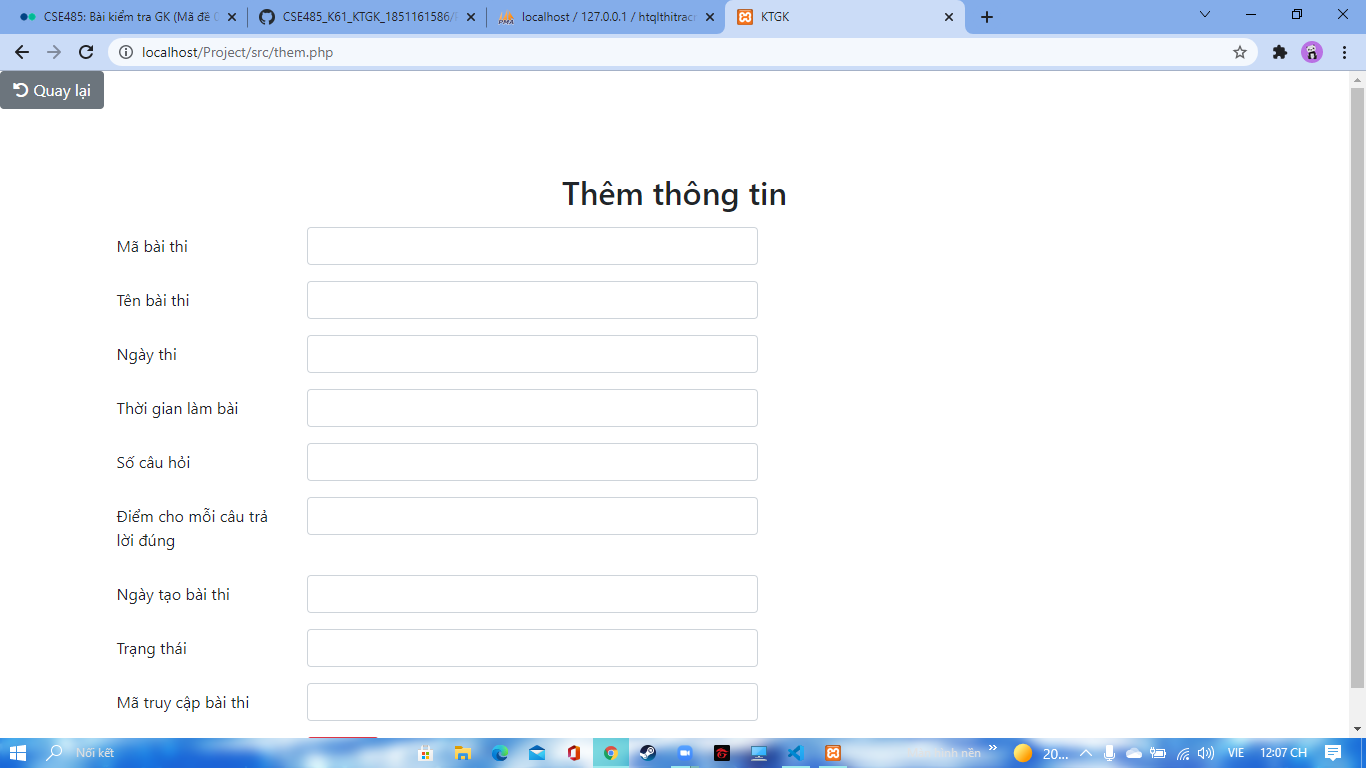 CSE485: Bài kiểm tra GK (Mã đề
CSE485_K61_KTGK_1851161586/
localhost / 127.0.0.1 / htqlthitrac
KTGK
localhost/Project/src/them.php
Quay lại
Thêm thông tin
Mã bài thi
Tên bài thi
Ngày thi
Thời gian làm bài
Số câu hỏi
Điểm cho mỗi câu trả
lời đúng
Ngày tạo bài thi
Trạng thái
Mã truy cập bài thi
Nối kết
nền
20...
VIE
12:07 CH